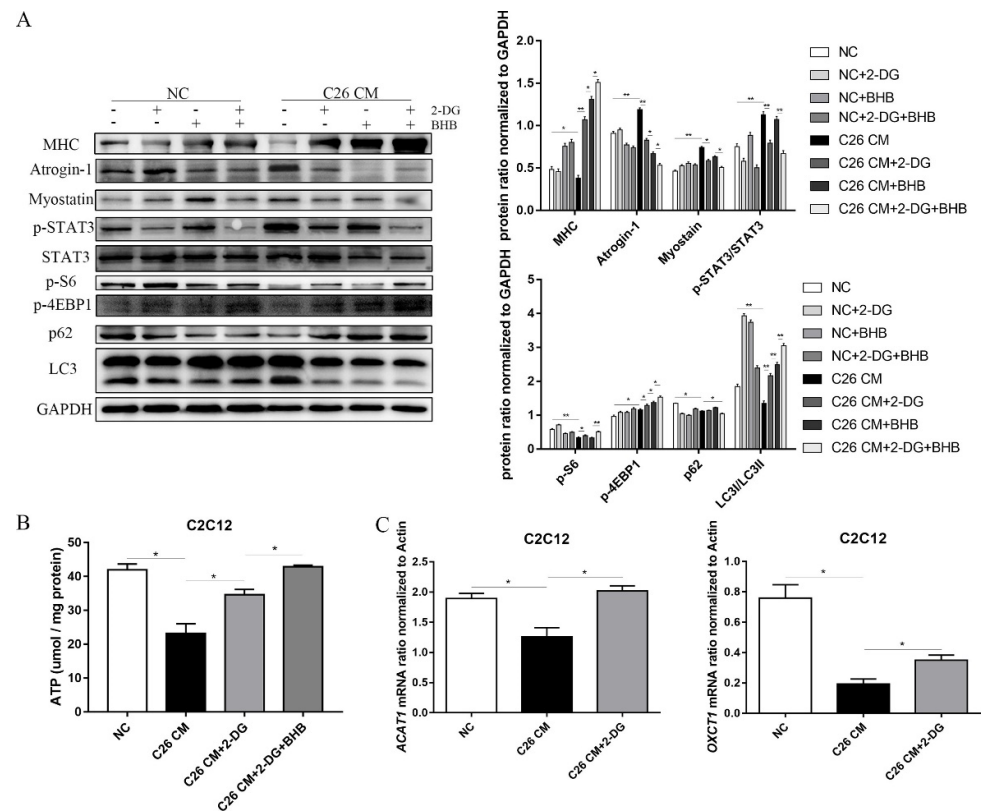 A
NC C26 CM
- + - + - + - + 2-DG
- - + + - - + + BHB
MHC
Atrogin-1
Myostatin
p-STAT3
STAT3
p-S6
p-4EBP1
p62
LC3
GAPDH
protein ratio normalized to GAPDH
2.0
1.5
1.0
0.5
0.0
* ** * * ** ** * * ** * * ** ** ** **
MHC
Atrogin-1
Myostain
p-STAT3/STAT3
NC
NC+2-DG
NC+BHB
NC+2-DG+BHB
C26 CM
C26 CM+2-DG
C26 CM+BHB
C26 CM+2-DG+BHB
protein ratio normalized to GAPDH
5
4
3
2
1
0
p-S6
p-4EBP1
p62
LC3I/LC3II
NC
NC+2-DG
NC+BHB
NC+2-DG+BHB
C26 CM
C26 CM+2-DG
C26 CM+BHB
C26 CM+2-DG+BHB
B
C2C12
ATP (umol / mg protein)
50
40
30
20
10
0
* * *
NC
C26 CM
C26 CM+2-DG
C26 CM+2-DG+BHB
C
C2C12
ACAT1 mRNA ratio normalized to Actin
2.5
2.0
1.5
1.0
0.5
0.0
* *
NC
C26 CM
C26 CM+2-DG
C2C12
OXCT1 mRNA ratio normalized to Actin
1.0
0.8
0.6
0.4
0.2
0.0
* *
NC
C26 CM
C26 CM+2-DG